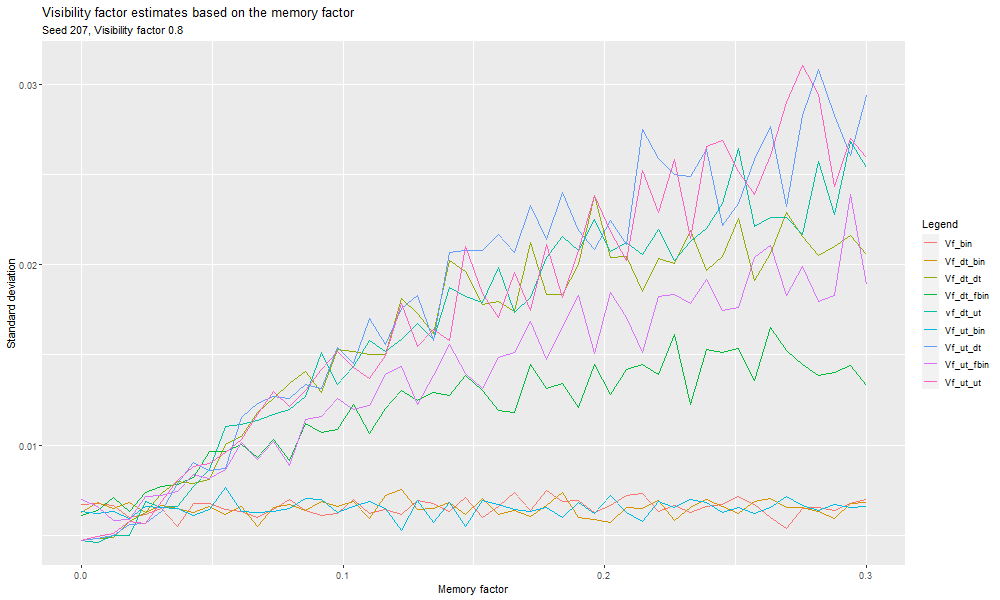 Visibility factor estimates based on the memory factor
Seed 207, Visibility factor 0.8
0.03
0.02
0.01
Standard deviation
0.0
0.1
0.2
0.3
Memory factor
Legend
Vf_bin
Vf_dt_bin
Vf_dt_dt
Vf_dt_fbin
Vf_dt_ut
Vf_ut_bin
Vf_ut_dt
Vf_ut_fbin
Vf_ut_ut